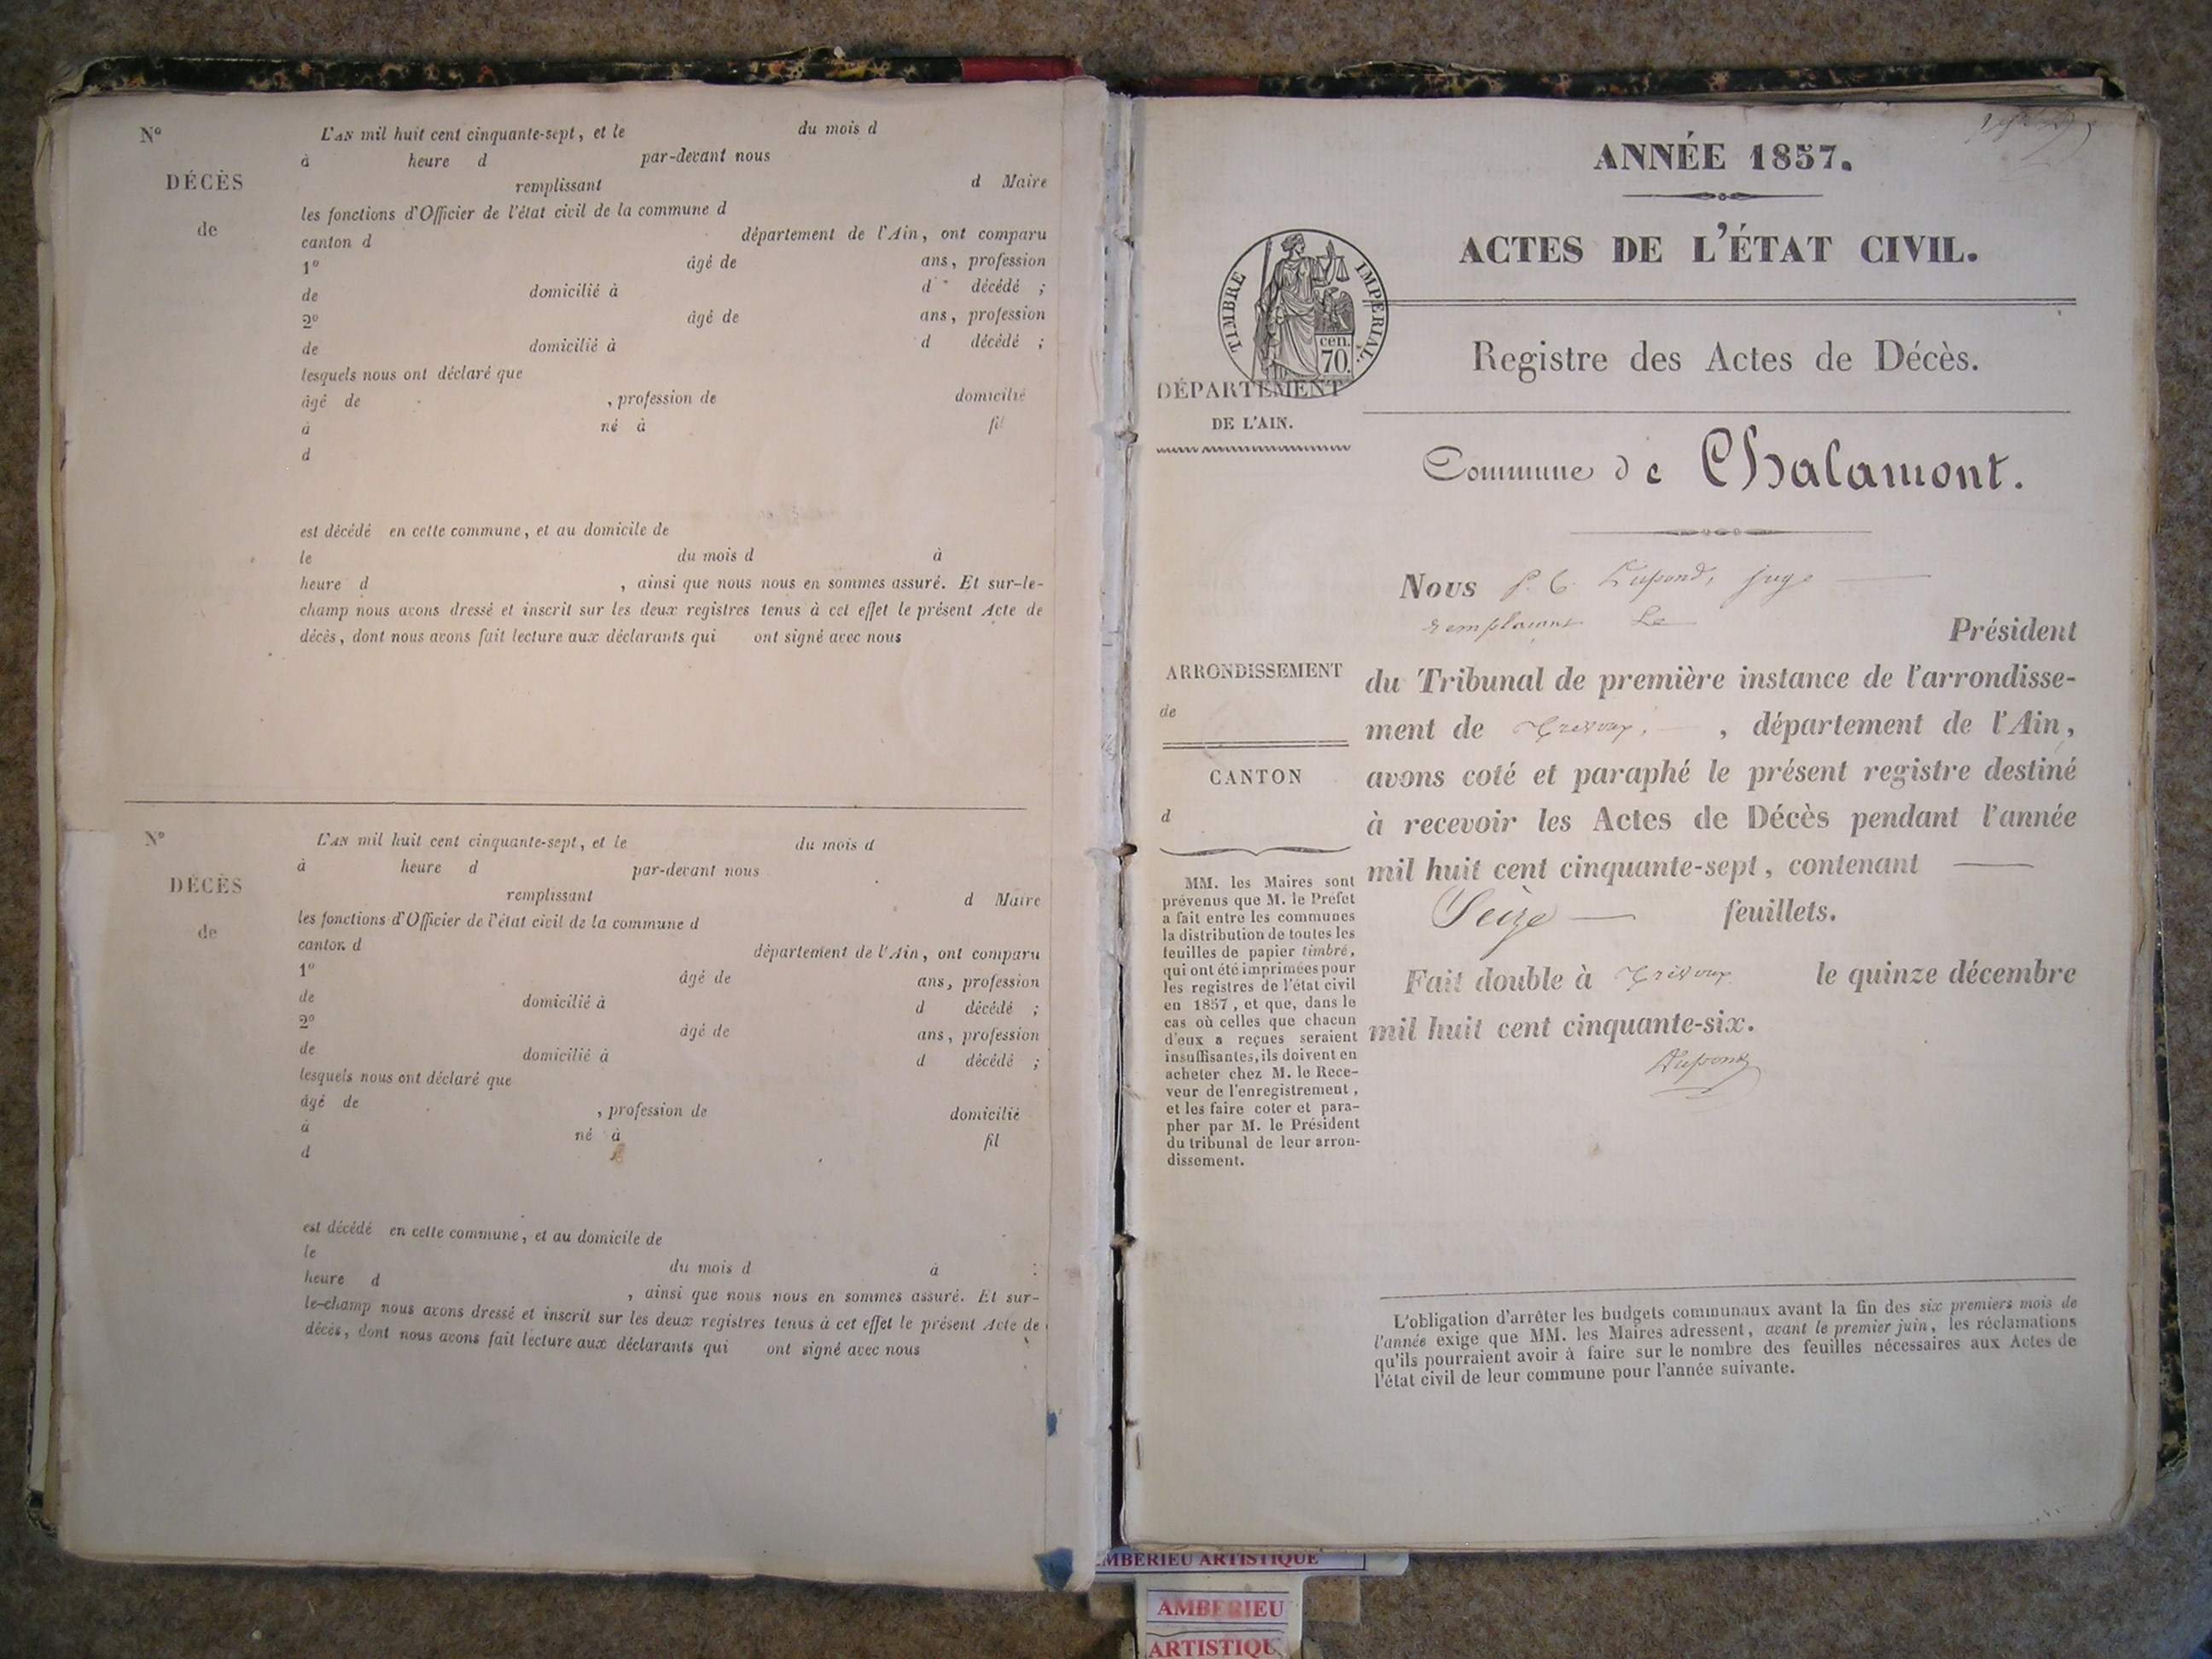 Nº
DÉCÈS
de
L'AN mil huit cent cinquante-sept, et le du mois d
à heure d par-devant nous
remplissant d Maire
les fonctions d'Officier de l'état civil de la commune d
canton d département de l'Ain, ont comparu
1º âgé de ans, profession
de domicilié à d décédé ;
2º âgé de ans, profession
de domicilié à d décédé ;
lesquels nous ont déclaré que
âgé de , profession de domicilié
à né à fil
d
est décédé en cette commune, et au domicile de
le du mois d à
heure d , ainsi que nous nous en sommes assuré. Et sur-le-
champ nous avons dressé et inscrit sur les deux registres tenus à cet effet le présent Acte de
décès, dont nous avons fait lecture aux déclarants qui ont signé avec nous
Nº
DÉCÈS
de
L'AN mil huit cent cinquante-sept, et le du mois d
à heure d par-devant nous
remplissant d Maire
les fonctions d'Officier de l'état civil de la commune d
canton d département de l'Ain, ont comparu
1º âgé de ans, profession
de domicilié à d décédé ;
2º âgé de ans, profession
de domicilié à d décédé ;
lesquels nous ont déclaré que
âgé de , profession de domicilié
à né à fil
d
est décédé en cette commune, et au domicile de
le du mois d à
heure d , ainsi que nous nous en sommes assuré. Et sur-
le-champ nous avons dressé et inscrit sur les deux registres tenus à cet effet le présent Acte de
décès, dont nous avons fait lecture aux déclarants qui ont signé avec nous
ANNÉE 1857.
ACTES DE L'ÉTAT CIVIL.
TIMBRE IMPÉRIAL.
cen.
70.
Registre des Actes de Décès.
DÉPARTEMENT
DE L'AIN.
Commune de Chalamont.
Nous Dupond, juge
remplaçant Le Président
du Tribunal de première instance de l'arrondisse-
ment de Trévoux, , département de l'Ain,
avons coté et paraphé le présent registre destiné
à recevoir les Actes de Décès pendant l'année
mil huit cent cinquante-sept, contenant
Seize feuillets.
Fait double à Trévoux le quinze décembre
mil huit cent cinquante-six.
Dupond
ARRONDISSEMENT
de
CANTON
d
MM. les Maires sont
prévenus que M. le Préfet
a fait entre les communes
la distribution de toutes les
feuilles de papier timbré,
qui ont été imprimées pour
les registres de l'état civil
en 1857, et que, dans le
cas où celles que chacun
d'eux a reçues seraient
insuffisantes, ils doivent en
acheter chez M. le Rece-
veur de l'enregistrement,
et les faire coter et para-
pher par M. le Président
du tribunal de leur arron-
dissement.
L'obligation d'arrêter les budgets communaux avant la fin des six premiers mois de
l'année exige que MM. les Maires adressent, avant le premier juin, les réclamations
qu'ils pourraient avoir à faire sur le nombre des feuilles nécessaires aux Actes de
l'état civil de leur commune pour l'année suivante.
MBERIEU ARTISTIQUE
AMBERIEU
ARTISTIQU